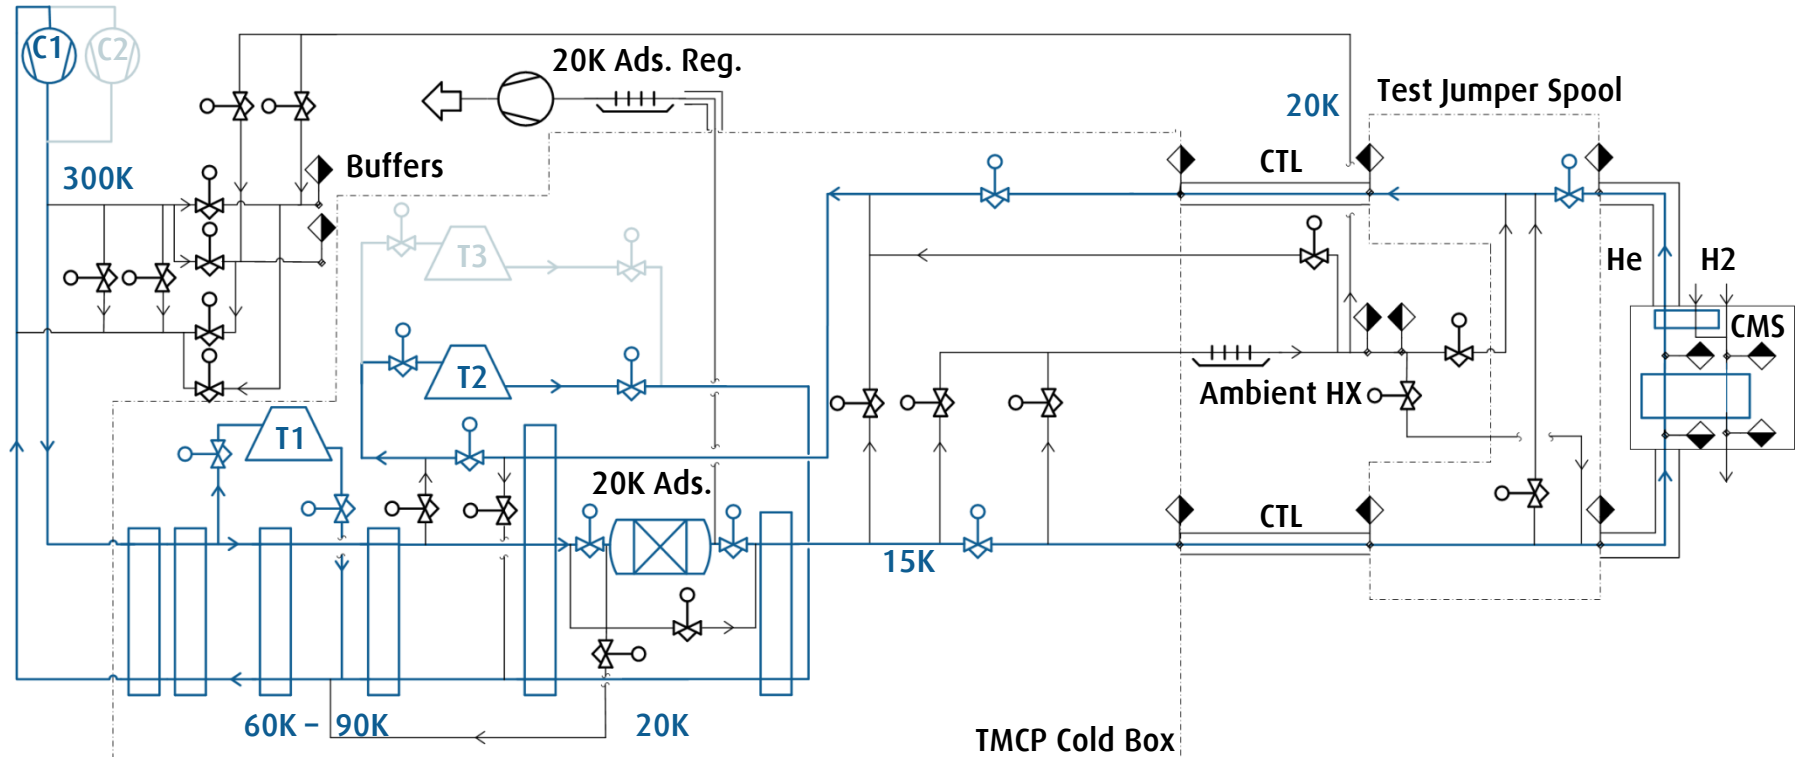 C1
C2
20K Ads. Reg.
20K
Test Jumper Spool
300K
Buffers
CTL
T3
He
H2
CMS
T2
Ambient HX
T1
20K Ads.
CTL
15K
60K – 90K
20K
TMCP Cold Box